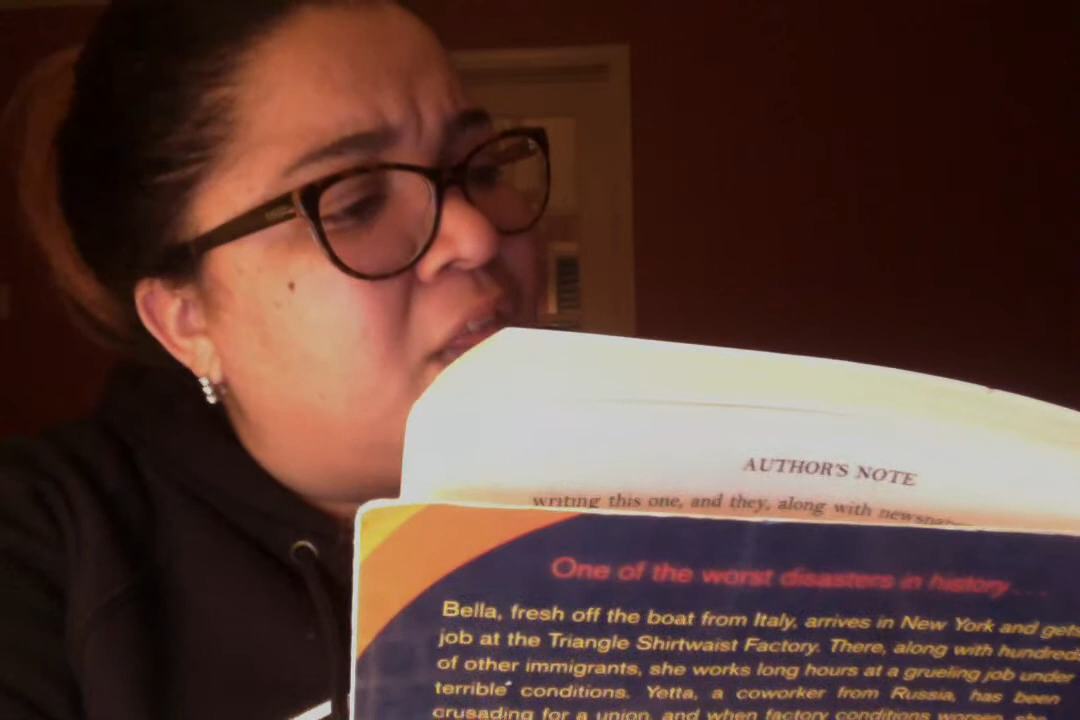 AUTHOR'S NOTE
writing this one, and they, along with
One of the worst disasters in history...
Bella, fresh off the boat from Italy, arrives in New York and gets
job at the Triangle Shirtwaist Factory. There, along with hundreds
of other immigrants, she works long hours at a grueling job under
terrible conditions. Yetta, a coworker from Russia, has been
crusading for a union, and when factory conditions